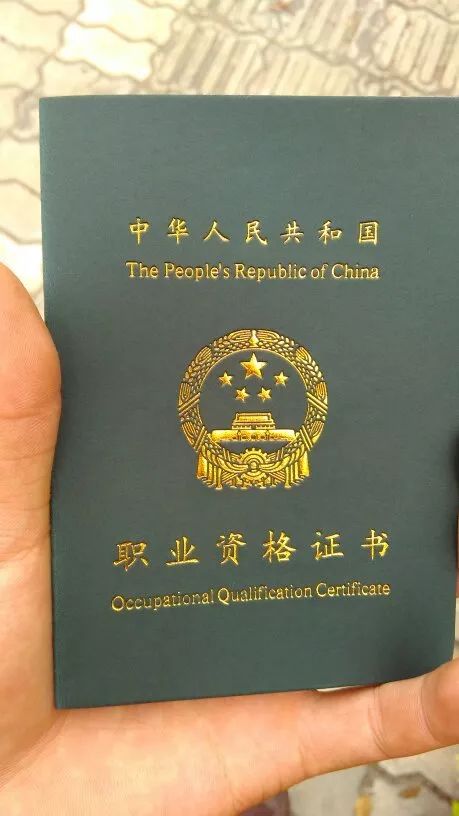 中华人民共和国
The People's Republic of China
职业资格证书
Occupational Qualification Certificate